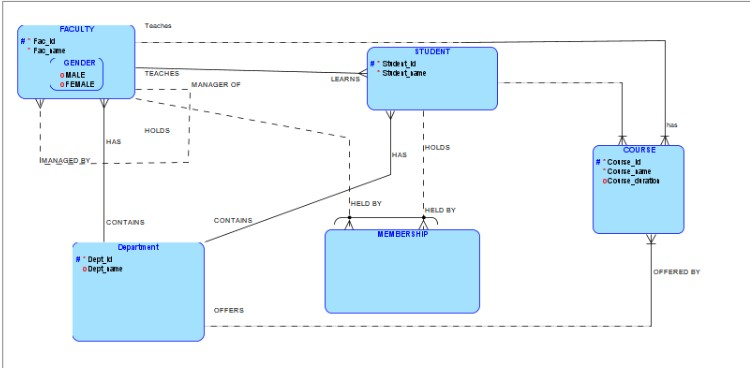 FACULTY
# * Fac_id
* Fac_name
GENDER
o MALE
o FEMALE
Teaches
TEACHES
LEARNS
MANAGER OF
HOLDS
MANAGED BY
STUDENT
# * Student_id
* Student_name
has
HAS
HAS
HOLDS
COURSE
# * Course_id
* Course_name
o Course_duration
HELD BY
HELD BY
CONTAINS
CONTAINS
MEMBERSHIP
Department
# * Dept_id
o Dept_name
OFFERED BY
OFFERS